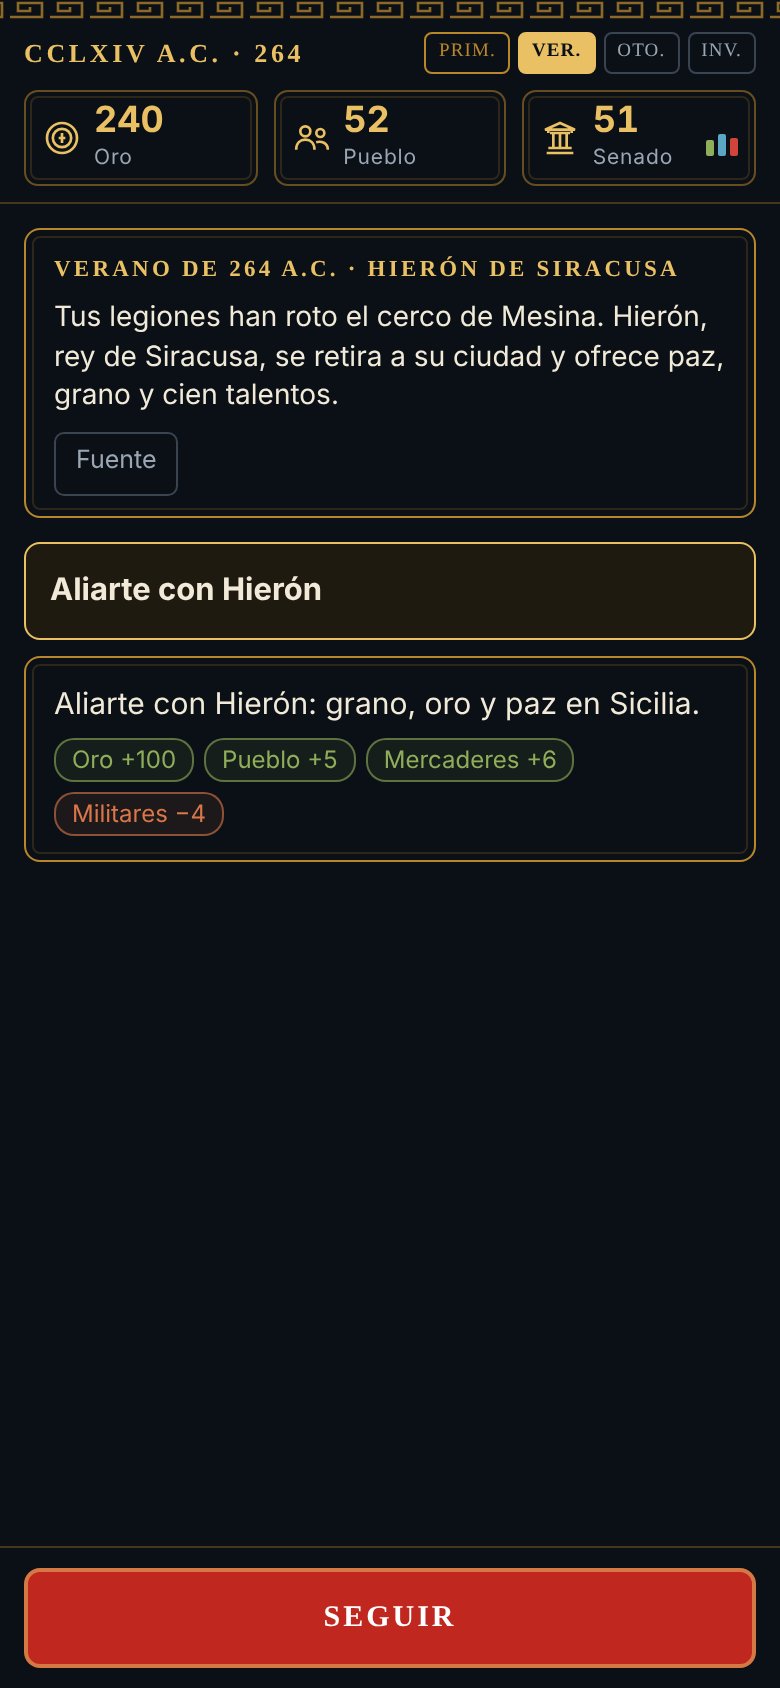 CCLXIV A.C. · 264
PRIM.
VER.
OTO.
INV.
240
Oro
52
Pueblo
51
Senado
VERANO DE 264 A.C. · HIERÓN DE SIRACUSA
Tus legiones han roto el cerco de Mesina. Hierón,
rey de Siracusa, se retira a su ciudad y ofrece paz,
grano y cien talentos.
Fuente
Aliarte con Hierón
Aliarte con Hierón: grano, oro y paz en Sicilia.
Oro +100
Pueblo +5
Mercaderes +6
Militares −4
SEGUIR